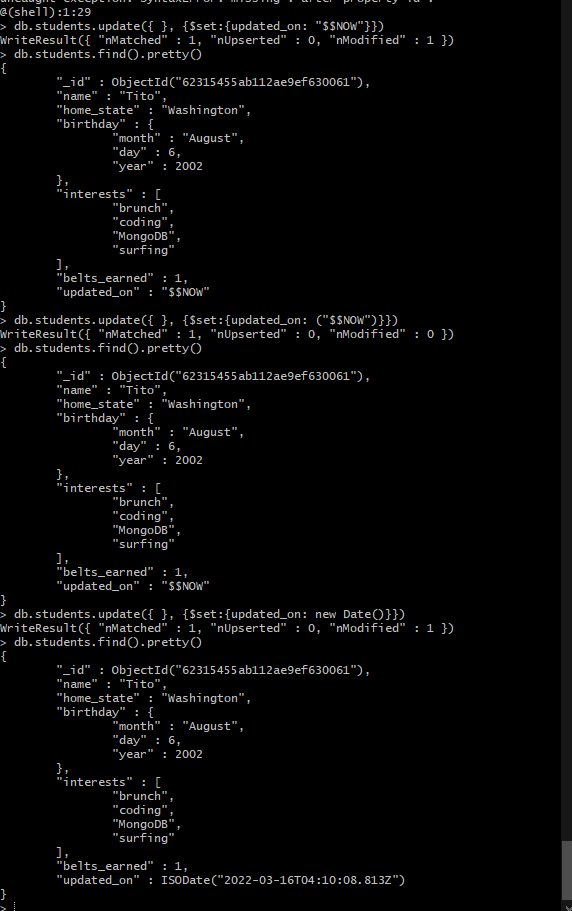 @(shell):1:29
> db.students.update({ }, {$set:{updated_on: "$$NOW"}})
WriteResult({ "nMatched" : 1, "nUpserted" : 0, "nModified" : 1 })
> db.students.find().pretty()
{
        "_id" : ObjectId("62315455ab112ae9ef630061"),
        "name" : "Tito",
        "home_state" : "Washington",
        "birthday" : {
                "month" : "August",
                "day" : 6,
                "year" : 2002
        },
        "interests" : [
                "brunch",
                "coding",
                "MongoDB",
                "surfing"
        ],
        "belts_earned" : 1,
        "updated_on" : "$$NOW"
}
> db.students.update({ }, {$set:{updated_on: ("$$NOW")}})
WriteResult({ "nMatched" : 1, "nUpserted" : 0, "nModified" : 0 })
> db.students.find().pretty()
{
        "_id" : ObjectId("62315455ab112ae9ef630061"),
        "name" : "Tito",
        "home_state" : "Washington",
        "birthday" : {
                "month" : "August",
                "day" : 6,
                "year" : 2002
        },
        "interests" : [
                "brunch",
                "coding",
                "MongoDB",
                "surfing"
        ],
        "belts_earned" : 1,
        "updated_on" : "$$NOW"
}
> db.students.update({ }, {$set:{updated_on: new Date()}})
WriteResult({ "nMatched" : 1, "nUpserted" : 0, "nModified" : 1 })
> db.students.find().pretty()
{
        "_id" : ObjectId("62315455ab112ae9ef630061"),
        "name" : "Tito",
        "home_state" : "Washington",
        "birthday" : {
                "month" : "August",
                "day" : 6,
                "year" : 2002
        },
        "interests" : [
                "brunch",
                "coding",
                "MongoDB",
                "surfing"
        ],
        "belts_earned" : 1,
        "updated_on" : ISODate("2022-03-16T04:10:08.813Z")
}
>